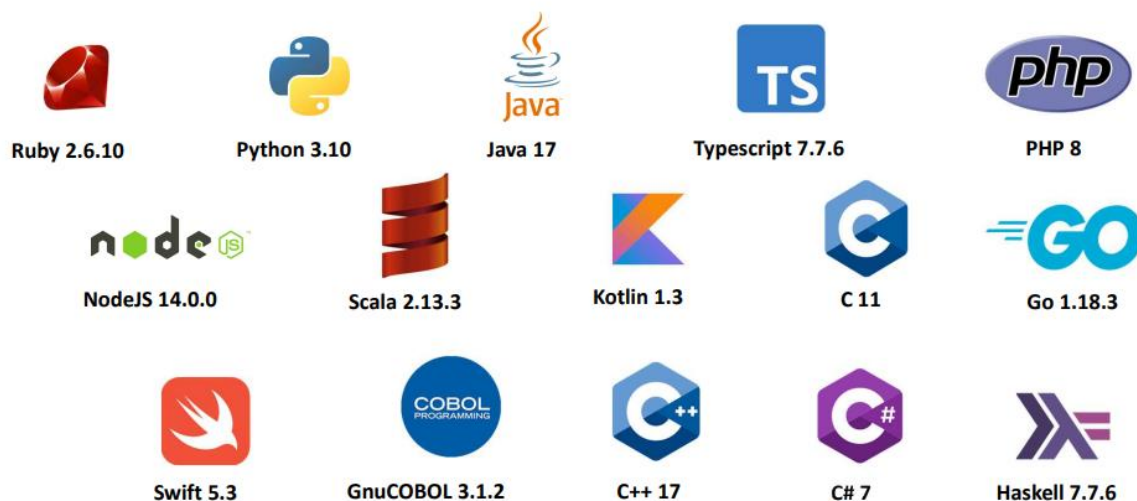 Java
TS
php
Ruby 2.6.10
Python 3.10
Java 17
Typescript 7.7.6
PHP 8
node
JS
C
GO
NodeJS 14.0.0
Scala 2.13.3
Kotlin 1.3
C 11
Go 1.18.3
COBOL
PROGRAMMING
C++
C#
Swift 5.3
GnuCOBOL 3.1.2
C++ 17
C# 7
Haskell 7.7.6